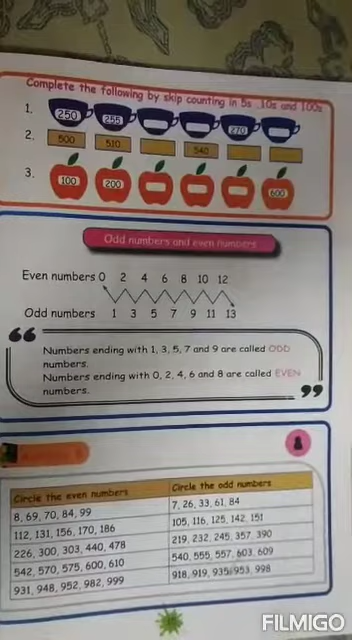 Complete the following by skip counting in 5s 10s and 100s
1. 250 255 270
2. 500 510 540
3. 100 200 600
Odd numbers and even numbers
Even numbers 0 2 4 6 8 10 12
Odd numbers 1 3 5 7 9 11 13
Numbers ending with 1, 3, 5, 7 and 9 are called ODD
numbers.
Numbers ending with 0, 2, 4, 6 and 8 are called EVEN
numbers.
Circle the even numbers
8, 69, 70, 84, 99
112, 131, 156, 170, 186
226, 300, 303, 440, 478
542, 570, 575, 600, 610
931, 948, 952, 982, 999
Circle the odd numbers
7, 26, 33, 61, 84
105, 116, 125, 142, 151
219, 232, 245, 357, 390
540, 555, 557, 603, 609
918, 919, 935, 953, 998
FILMIGO